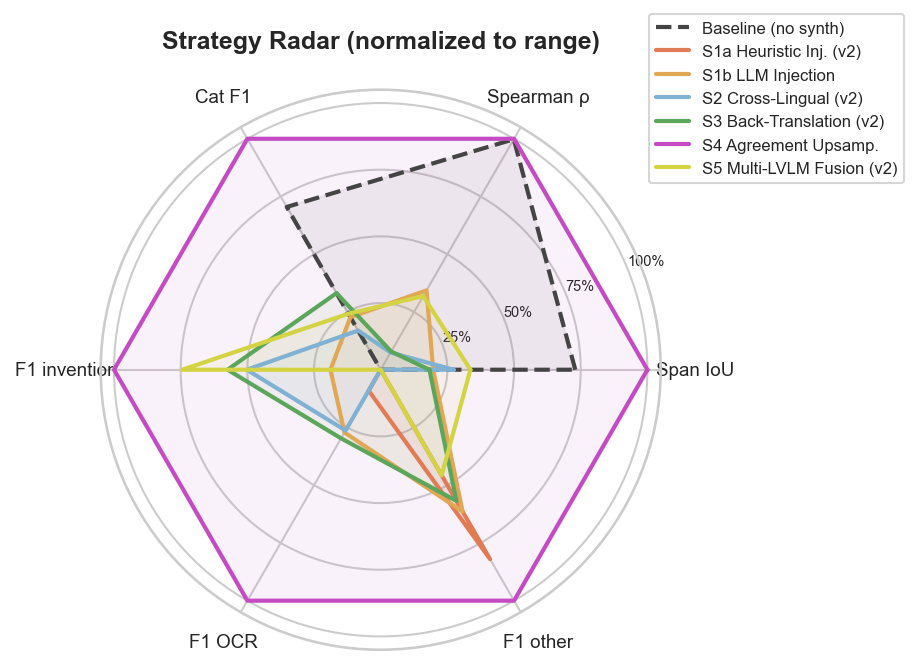 Strategy Radar (normalized to range)
Baseline (no synth)
S1a Heuristic Inj. (v2)
S1b LLM Injection
S2 Cross-Lingual (v2)
S3 Back-Translation (v2)
S4 Agreement Upsamp.
S5 Multi-LVLM Fusion (v2)
Cat F1
Spearman ρ
100%
75%
50%
25%
F1 invention
Span IoU
F1 OCR
F1 other